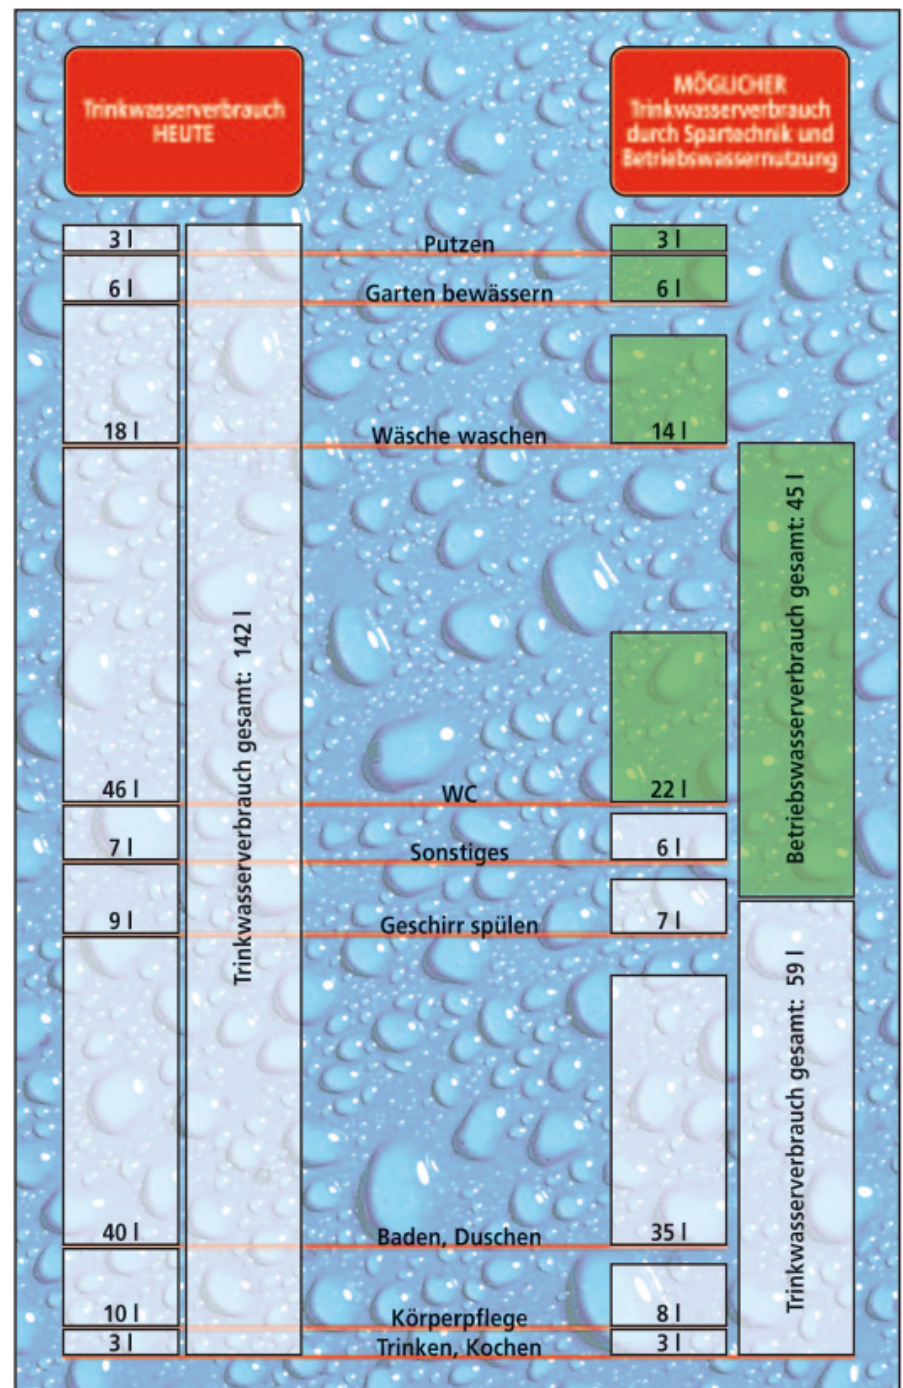 Trinkwasserverbrauch
HEUTE
MÖGLICHER
Trinkwasserverbrauch
durch Spartechnik und
Betriebswassernutzung
3 l Putzen 3 l
6 l Garten bewässern 6 l
18 l Wäsche waschen 14 l
46 l WC 22 l
7 l Sonstiges 6 l
9 l Geschirr spülen 7 l
40 l Baden, Duschen 35 l
10 l Körperpflege 8 l
3 l Trinken, Kochen 3 l
Trinkwasserverbrauch gesamt: 142 l
Betriebswasserverbrauch gesamt: 45 l
Trinkwasserverbrauch gesamt: 59 l